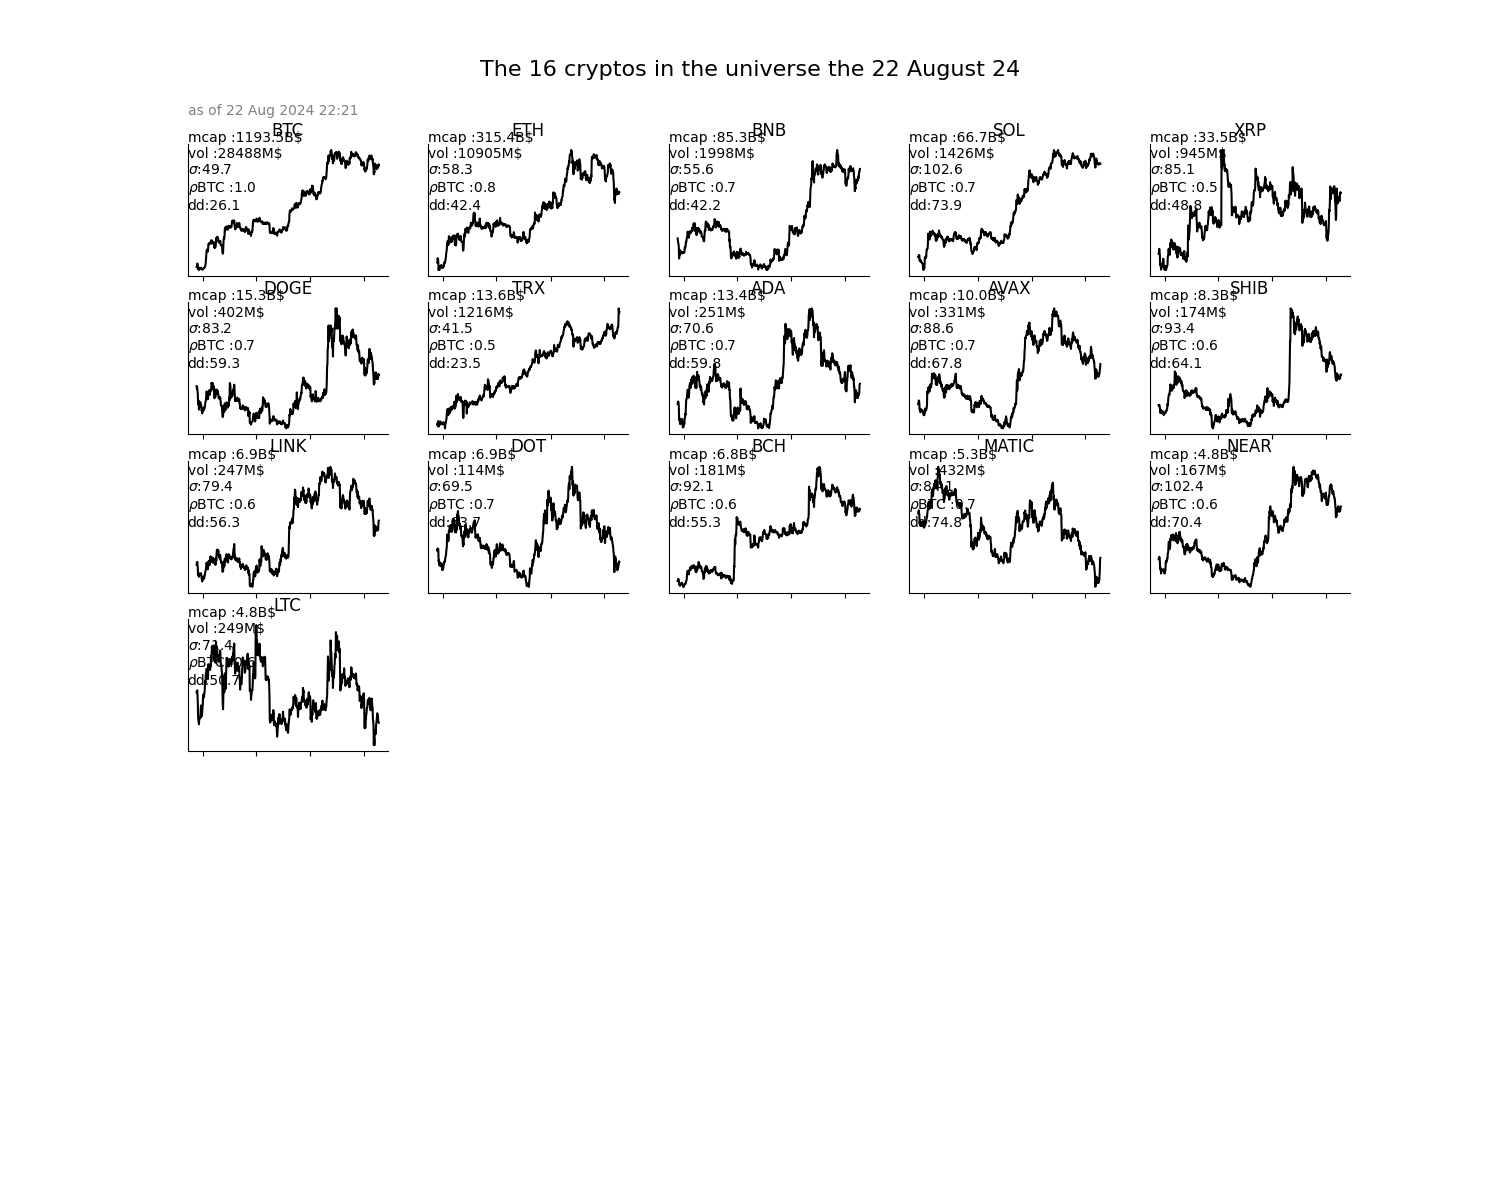 The 16 cryptos in the universe the 22 August 24
as of 22 Aug 2024 22:21
BTC
mcap :1193.5B$
vol :28488M$
σ:49.7
ρBTC :1.0
dd:26.1
ETH
mcap :315.4B$
vol :10905M$
σ:58.3
ρBTC :0.8
dd:42.4
BNB
mcap :85.3B$
vol :1998M$
σ:55.6
ρBTC :0.7
dd:42.2
SOL
mcap :66.7B$
vol :1426M$
σ:102.6
ρBTC :0.7
dd:73.9
XRP
mcap :33.5B$
vol :945M$
σ:85.1
ρBTC :0.5
dd:48.8
DOGE
mcap :15.3B$
vol :402M$
σ:83.2
ρBTC :0.7
dd:59.3
TRX
mcap :13.6B$
vol :1216M$
σ:41.5
ρBTC :0.5
dd:23.5
ADA
mcap :13.4B$
vol :251M$
σ:70.6
ρBTC :0.7
dd:59.8
AVAX
mcap :10.0B$
vol :331M$
σ:88.6
ρBTC :0.7
dd:67.8
SHIB
mcap :8.3B$
vol :174M$
σ:93.4
ρBTC :0.6
dd:64.1
LINK
mcap :6.9B$
vol :247M$
σ:79.4
ρBTC :0.6
dd:56.3
DOT
mcap :6.9B$
vol :114M$
σ:69.5
ρBTC :0.7
BCH
mcap :6.8B$
vol :181M$
σ:92.1
ρBTC :0.6
dd:55.3
MATIC
mcap :5.3B$
vol :432M$
ρBTC :0.7
dd:74.8
NEAR
mcap :4.8B$
vol :167M$
σ:102.4
ρBTC :0.6
dd:70.4
LTC
mcap :4.8B$
vol :249M$
dd:50.7